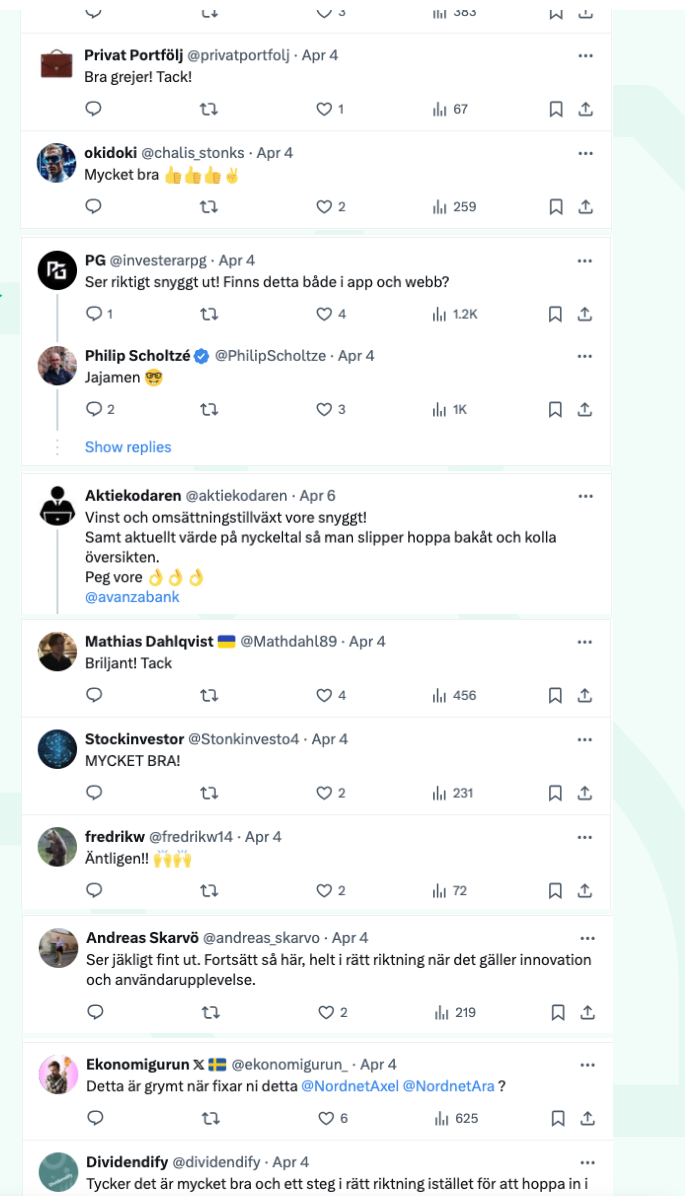 3 383
Privat Portfölj @privatportfolj · Apr 4
Bra grejer! Tack!
1 67
okidoki @chalis_stonks · Apr 4
Mycket bra 👍👍👍✌️
2 259
PG @investerarpg · Apr 4
Ser riktigt snyggt ut! Finns detta både i app och webb?
1 4 1.2K
Philip Scholtzé @PhilipScholtze · Apr 4
Jajamen 🤓
2 3 1K
Show replies
Aktiekodaren @aktiekodaren · Apr 6
Vinst och omsättningstillväxt vore snyggt!
Samt aktuellt värde på nyckeltal så man slipper hoppa bakåt och kolla
översikten.
Peg vore 👌👌👌
@avanzabank
Mathias Dahlqvist 🇺🇦 @Mathdahl89 · Apr 4
Briljant! Tack
4 456
Stockinvestor @Stonkinvesto4 · Apr 4
MYCKET BRA!
2 231
fredrikw @fredrikw14 · Apr 4
Äntligen!! 🙌🙌
2 72
Andreas Skarvö @andreas_skarvo · Apr 4
Ser jäkligt fint ut. Fortsätt så här, helt i rätt riktning när det gäller innovation
och användarupplevelse.
2 219
Ekonomigurun 𝕏 🇸🇪 @ekonomigurun_ · Apr 4
Detta är grymt när fixar ni detta @NordnetAxel @NordnetAra ?
6 625
Dividendify @dividendify · Apr 4
Tycker det är mycket bra och ett steg i rätt riktning istället för att hoppa in i